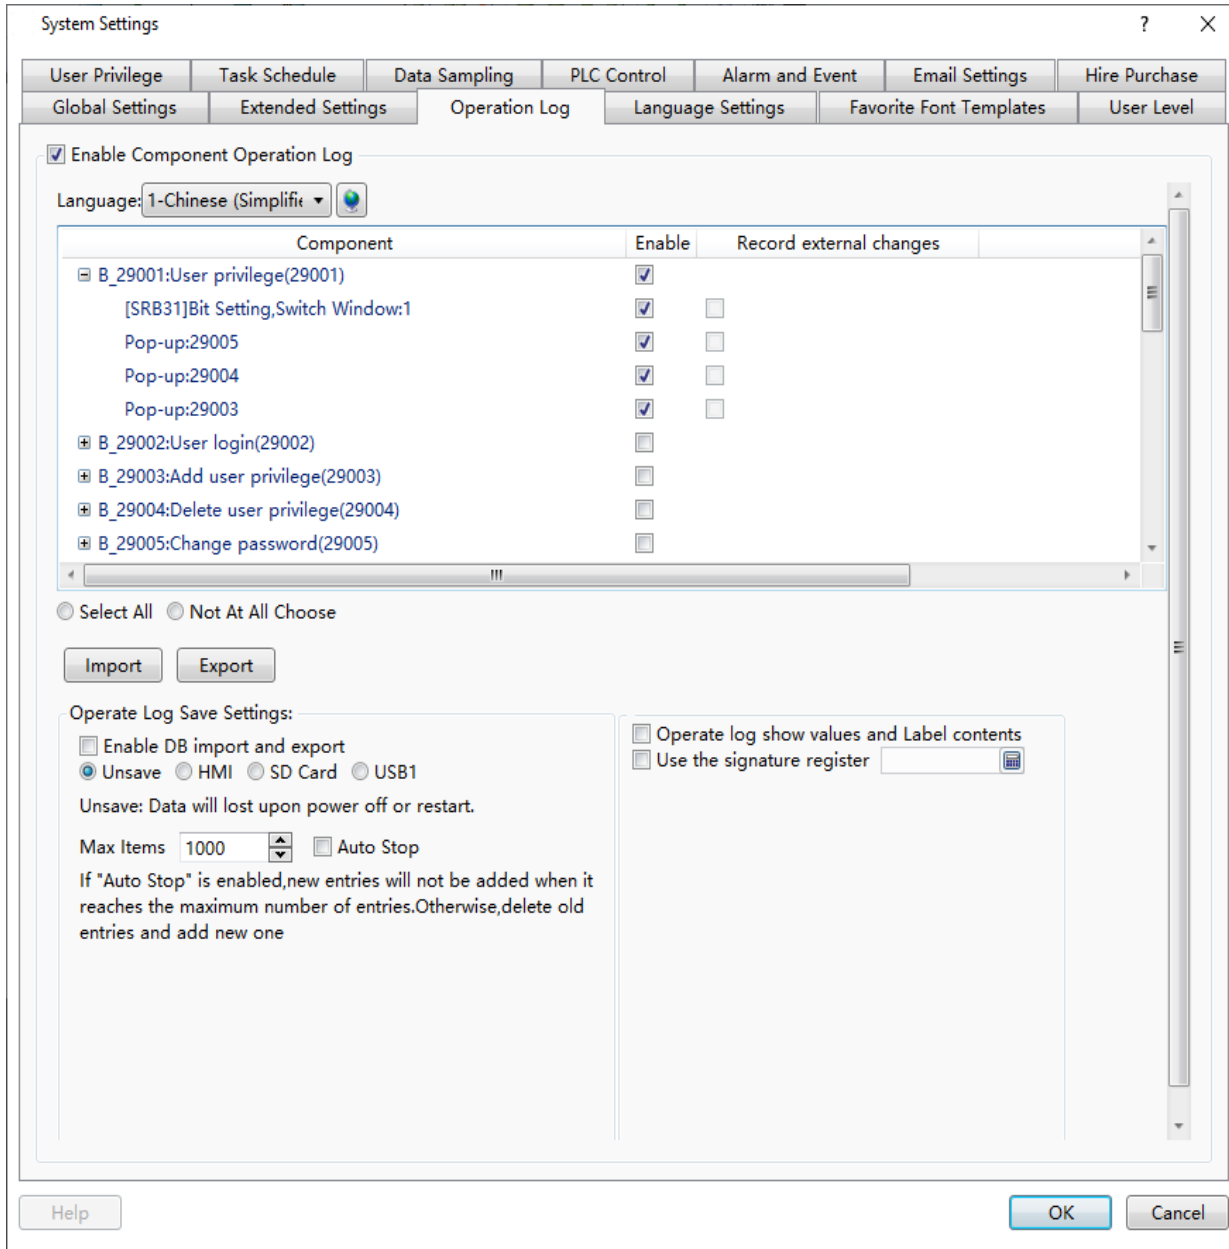 System Settings
User Privilege Task Schedule Data Sampling PLC Control Alarm and Event Email Settings Hire Purchase
Global Settings Extended Settings Operation Log Language Settings Favorite Font Templates User Level
Enable Component Operation Log
Language: 1-Chinese (Simplifie
Component Enable Record external changes
B_29001:User privilege(29001)
[SRB31]Bit Setting,Switch Window:1
Pop-up:29005
Pop-up:29004
Pop-up:29003
B_29002:User login(29002)
B_29003:Add user privilege(29003)
B_29004:Delete user privilege(29004)
B_29005:Change password(29005)
Select All Not At All Choose
Import Export
Operate Log Save Settings:
Enable DB import and export
Unsave HMI SD Card USB1
Unsave: Data will lost upon power off or restart.
Max Items 1000 Auto Stop
If "Auto Stop" is enabled,new entries will not be added when it
reaches the maximum number of entries.Otherwise,delete old
entries and add new one
Operate log show values and Label contents
Use the signature register
Help OK Cancel